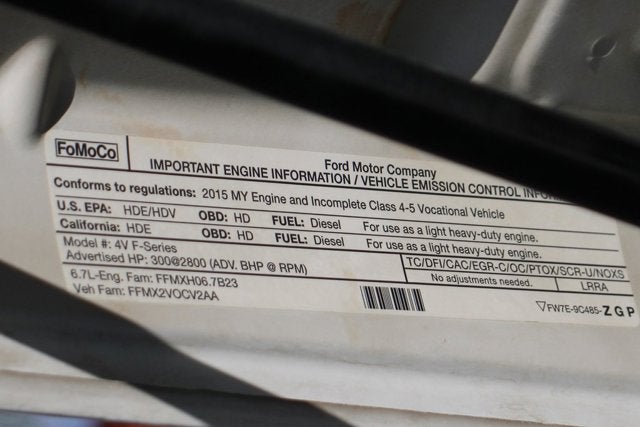 FoMoCo
Ford Motor Company
IMPORTANT ENGINE INFORMATION / VEHICLE EMISSION CONTROL
Conforms to regulations: 2015 MY Engine and Incomplete Class 4-5 Vocational Vehicle
U.S. EPA: HDE/HDV OBD: HD FUEL: Diesel For use as a light heavy-duty engine.
California: HDE OBD: HD FUEL: Diesel For use as a light heavy-duty engine.
Model #: 4V F-Series
Advertised HP: 300@2800 (ADV. BHP @ RPM)
TC/DFI/CAC/EGR-C/OC/PTOX/SCR-U/NOXS
No adjustments needed. LRRA
6.7L-Eng. Fam: FFMXH06.7B23
Veh Fam: FFMX2VOCV2AA
FW7E-9C485-ZGP